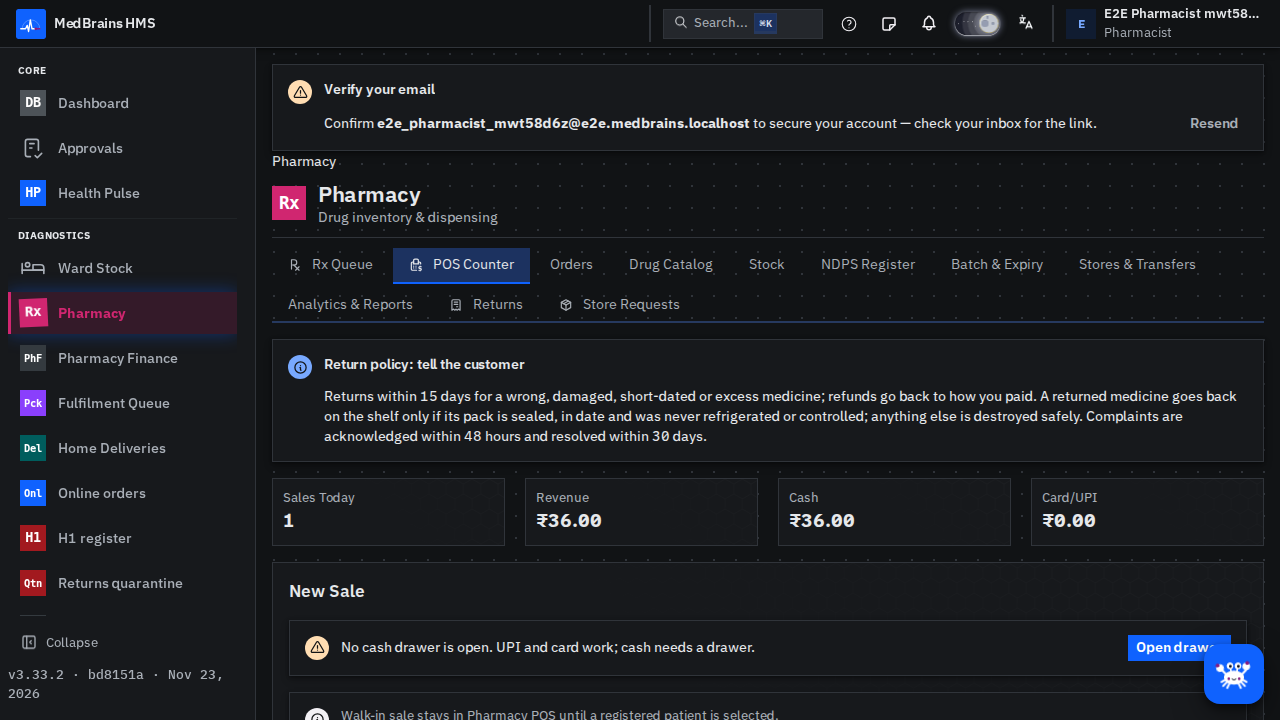 MedBrains HMS
Search... ⌘K
E
E2E Pharmacist mwt58...
Pharmacist
CORE
DB Dashboard
Approvals
HP Health Pulse
DIAGNOSTICS
Ward Stock
Rx Pharmacy
PhF Pharmacy Finance
Pck Fulfilment Queue
Del Home Deliveries
Onl Online orders
H1 H1 register
Qtn Returns quarantine
Collapse
v3.33.2 · bd8151a · Nov 23,
2026
Verify your email
Confirm e2e_pharmacist_mwt58d6z@e2e.medbrains.localhost to secure your account — check your inbox for the link.
Resend
Pharmacy
Rx Pharmacy
Drug inventory & dispensing
Rx Queue POS Counter Orders Drug Catalog Stock NDPS Register Batch & Expiry Stores & Transfers
Analytics & Reports Returns Store Requests
Return policy: tell the customer
Returns within 15 days for a wrong, damaged, short-dated or excess medicine; refunds go back to how you paid. A returned medicine goes back
on the shelf only if its pack is sealed, in date and was never refrigerated or controlled; anything else is destroyed safely. Complaints are
acknowledged within 48 hours and resolved within 30 days.
Sales Today
1
Revenue
₹36.00
Cash
₹36.00
Card/UPI
₹0.00
New Sale
No cash drawer is open. UPI and card work; cash needs a drawer.
Open draw
Walk-in sale stays in Pharmacy POS until a registered patient is selected.